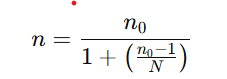 n = n₀ / (1 + ((n₀−1)/N))